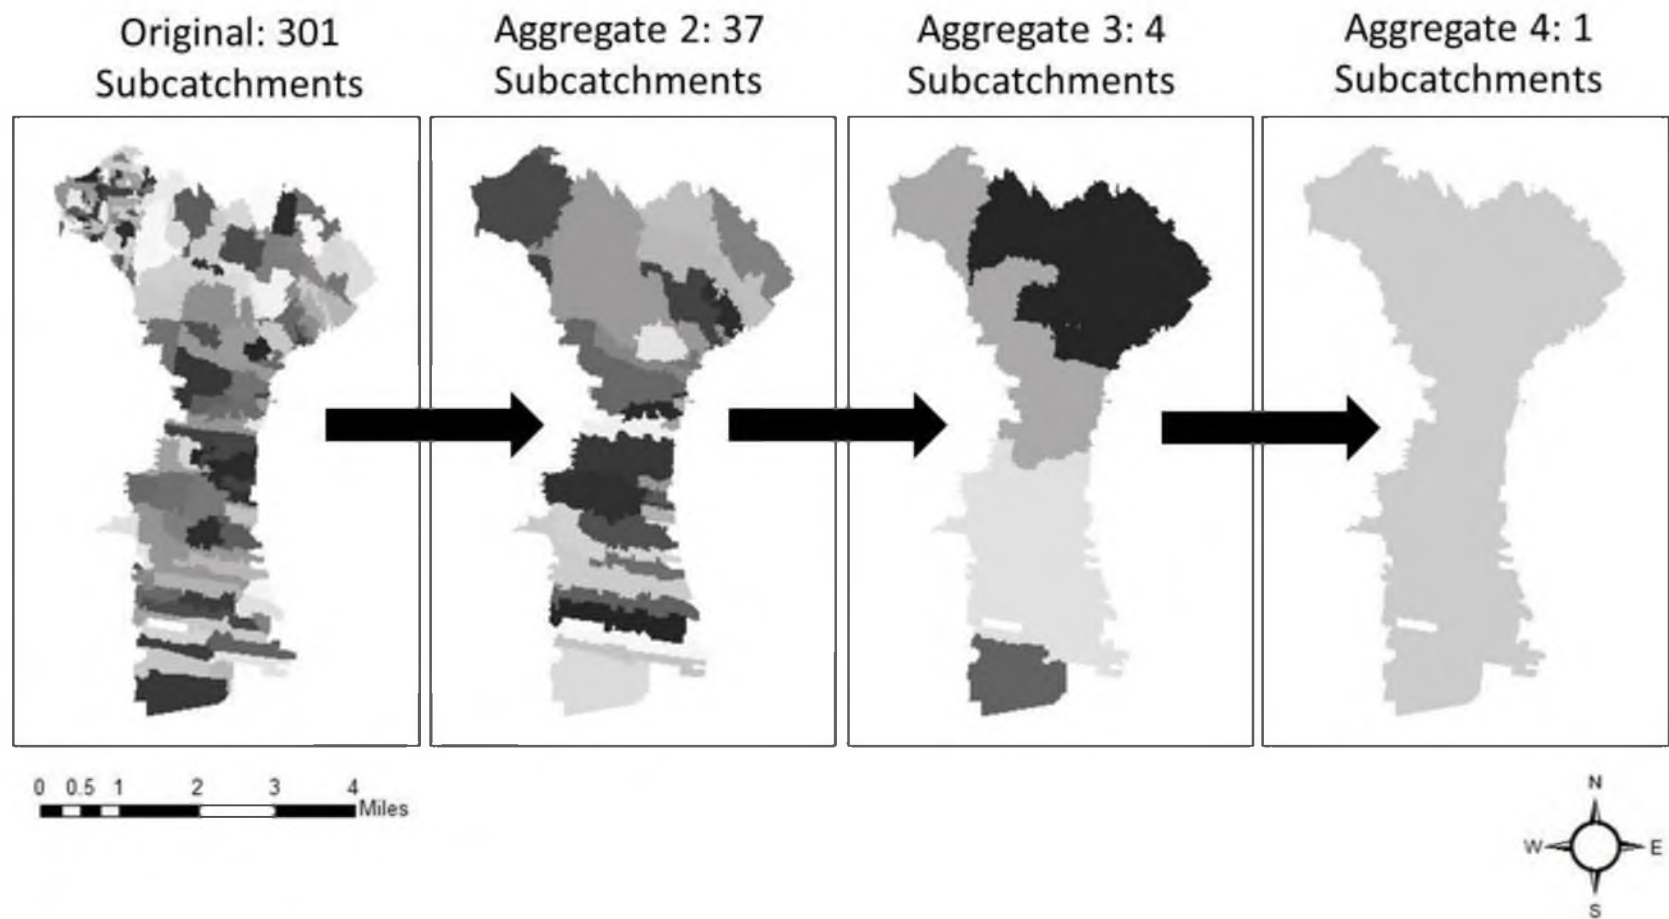 Original: 301
Subcatchments
Aggregate 2: 37
Subcatchments
Aggregate 3: 4
Subcatchments
Aggregate 4: 1
Subcatchments
0 0.5 1 2 3 4
Miles
N
W E
S